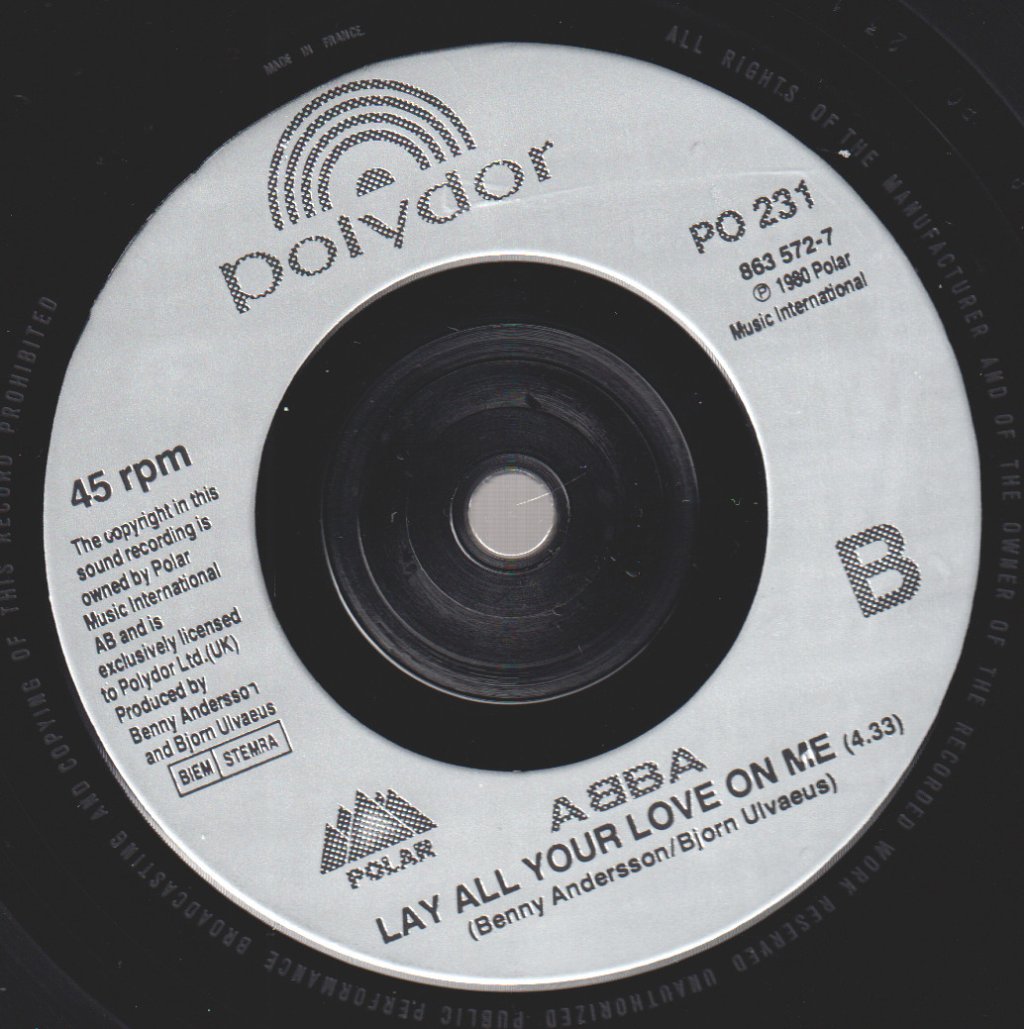 MADE IN FRANCE
ALL RIGHTS OF THE MANUFACTURER AND OF THE OWNER OF THE RECORDED WORK RESERVED UNAUTHORIZED PUBLIC PERFORMANCE BROADCASTING AND COPYING OF THIS RECORD PROHIBITED
polydor
PO 231
863 572-7
℗ 1980 Polar
Music International
45 rpm
The copyright in this
sound recording is
owned by Polar
Music International
AB and is
exclusively licensed
to Polydor Ltd.(UK)
Produced by
Benny Andersson
and Bjorn Ulvaeus
BIEM STEMRA
B
POLAR
ABBA
LAY ALL YOUR LOVE ON ME (4.33)
(Benny Andersson/Bjorn Ulvaeus)